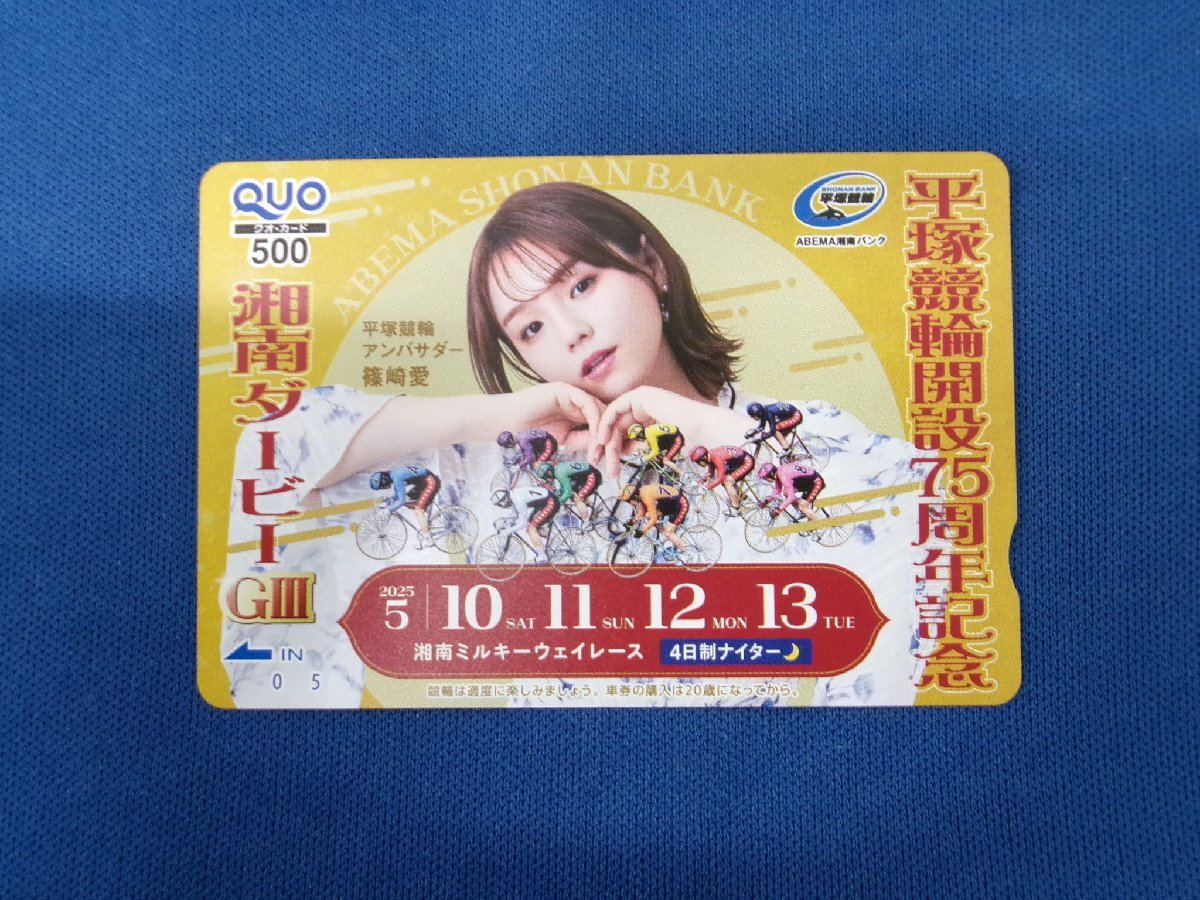 QUO
クオ・カード
500
ABEMA SHONAN BANK
SHONAN BANK
平塚競輪
ABEMA湘南バンク
平塚競輪開設75周年記念
湘南ダービー
GIII
平塚競輪
アンバサダー
篠崎愛
2025
5 10 SAT 11 SUN 12 MON 13 TUE
湘南ミルキーウェイレース 4日制ナイター
IN
0 5
競輪は適度に楽しみましょう。車券の購入は20歳になってから。